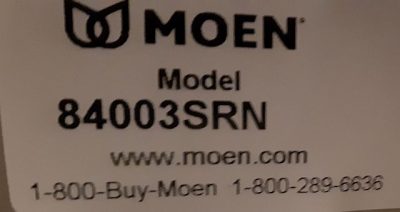 MOEN
Model
84003SRN
www.moen.com
1-800-Buy-Moen 1-800-289-6636